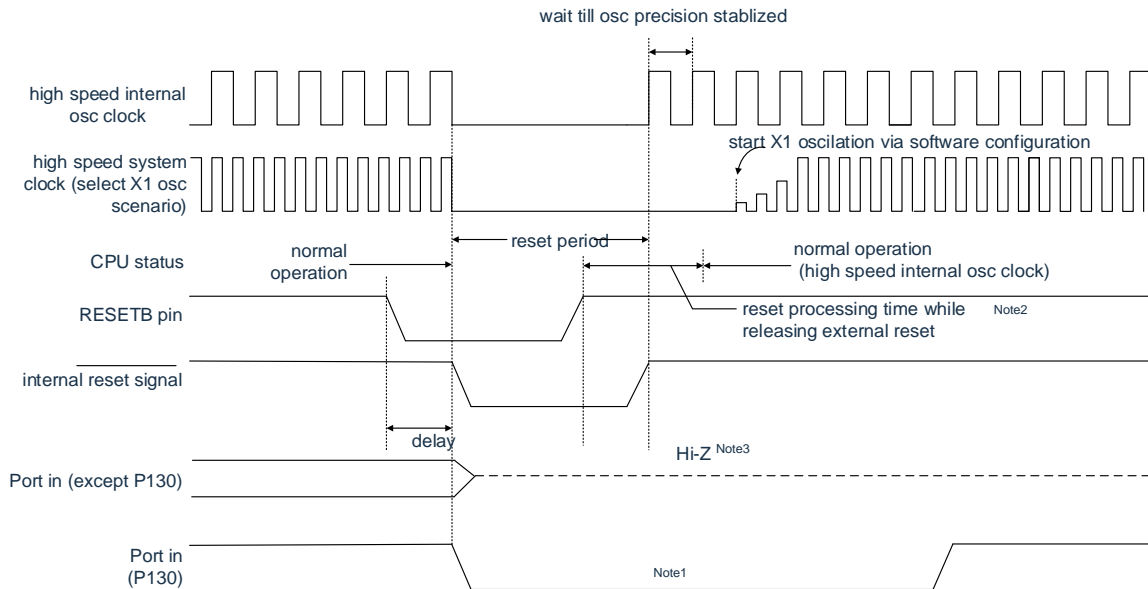 wait till osc precision stablized
high speed internal
osc clock
start X1 oscilation via software configuration
high speed system
clock (select X1 osc
scenario)
reset period
normal
operation
normal operation
(high speed internal osc clock)
CPU status
RESETB pin
reset processing time while Note2
releasing external reset
internal reset signal
delay
Hi-Z Note3
Port in (except P130)
Port in
(P130)
Note1